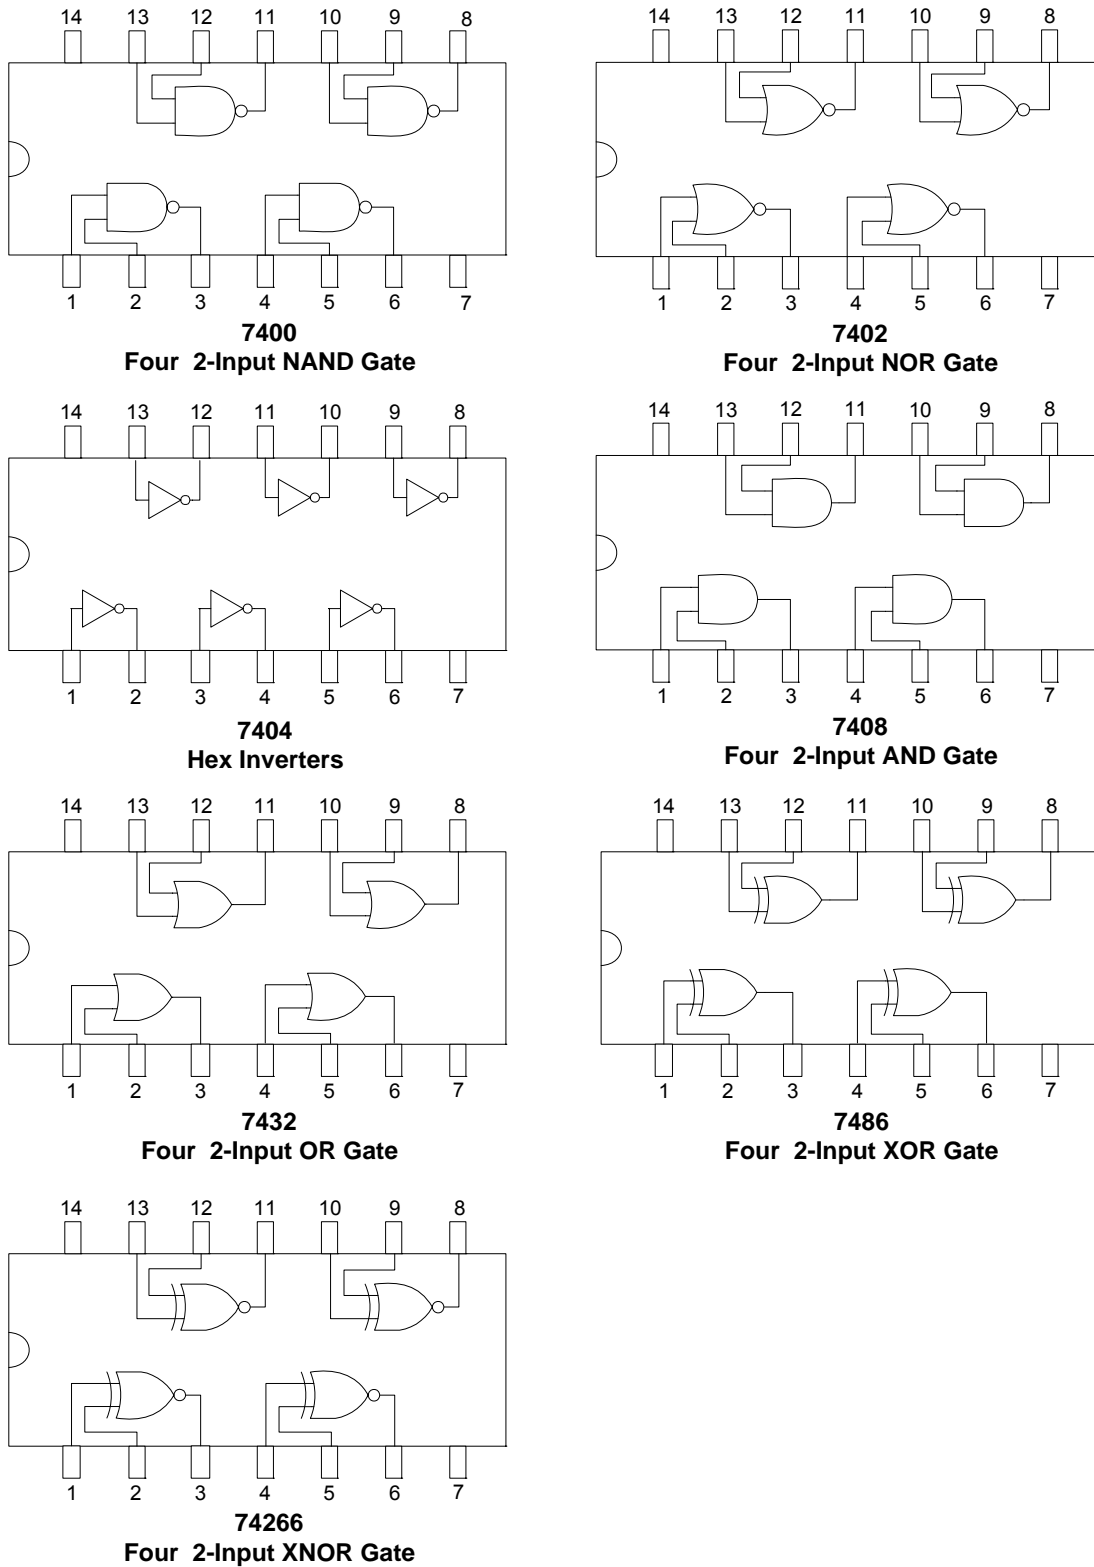 14 13 12 11 10 9 8
1 2 3 4 5 6 7
7400
Four 2-Input NAND Gate
14 13 12 11 10 9 8
1 2 3 4 5 6 7
7402
Four 2-Input NOR Gate
14 13 12 11 10 9 8
1 2 3 4 5 6 7
7404
Hex Inverters
14 13 12 11 10 9 8
1 2 3 4 5 6 7
7408
Four 2-Input AND Gate
14 13 12 11 10 9 8
1 2 3 4 5 6 7
7432
Four 2-Input OR Gate
14 13 12 11 10 9 8
1 2 3 4 5 6 7
7486
Four 2-Input XOR Gate
14 13 12 11 10 9 8
1 2 3 4 5 6 7
74266
Four 2-Input XNOR Gate